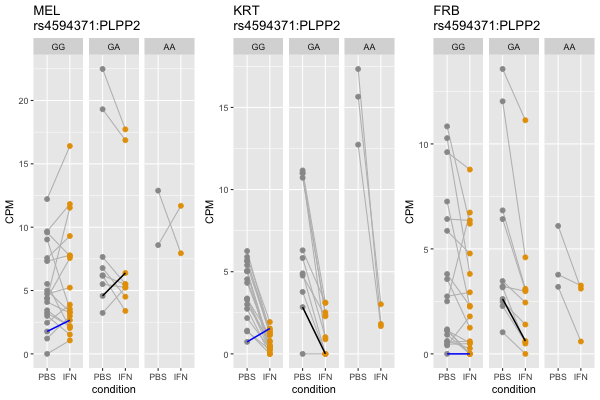 MEL
rs4594371:PLPP2
GG GA AA
CPM
20
15
10
5
0
PBS IFN PBS IFN PBS IFN
condition
KRT
rs4594371:PLPP2
GG GA AA
CPM
15
10
5
0
PBS IFN PBS IFN PBS IFN
condition
FRB
rs4594371:PLPP2
GG GA AA
CPM
10
5
0
PBS IFN PBS IFN PBS IFN
condition